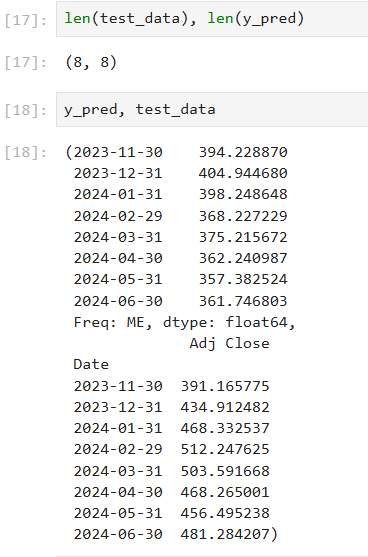 [17]: len(test_data), len(y_pred)
[17]: (8, 8)
[18]: y_pred, test_data
[18]: (2023-11-30    394.228870
2023-12-31    404.944680
2024-01-31    398.248648
2024-02-29    368.227229
2024-03-31    375.215672
2024-04-30    362.240987
2024-05-31    357.382524
2024-06-30    361.746803
Freq: ME, dtype: float64,
Adj Close
Date
2023-11-30  391.165775
2023-12-31  434.912482
2024-01-31  468.332537
2024-02-29  512.247625
2024-03-31  503.591668
2024-04-30  468.265001
2024-05-31  456.495238
2024-06-30  481.284207)